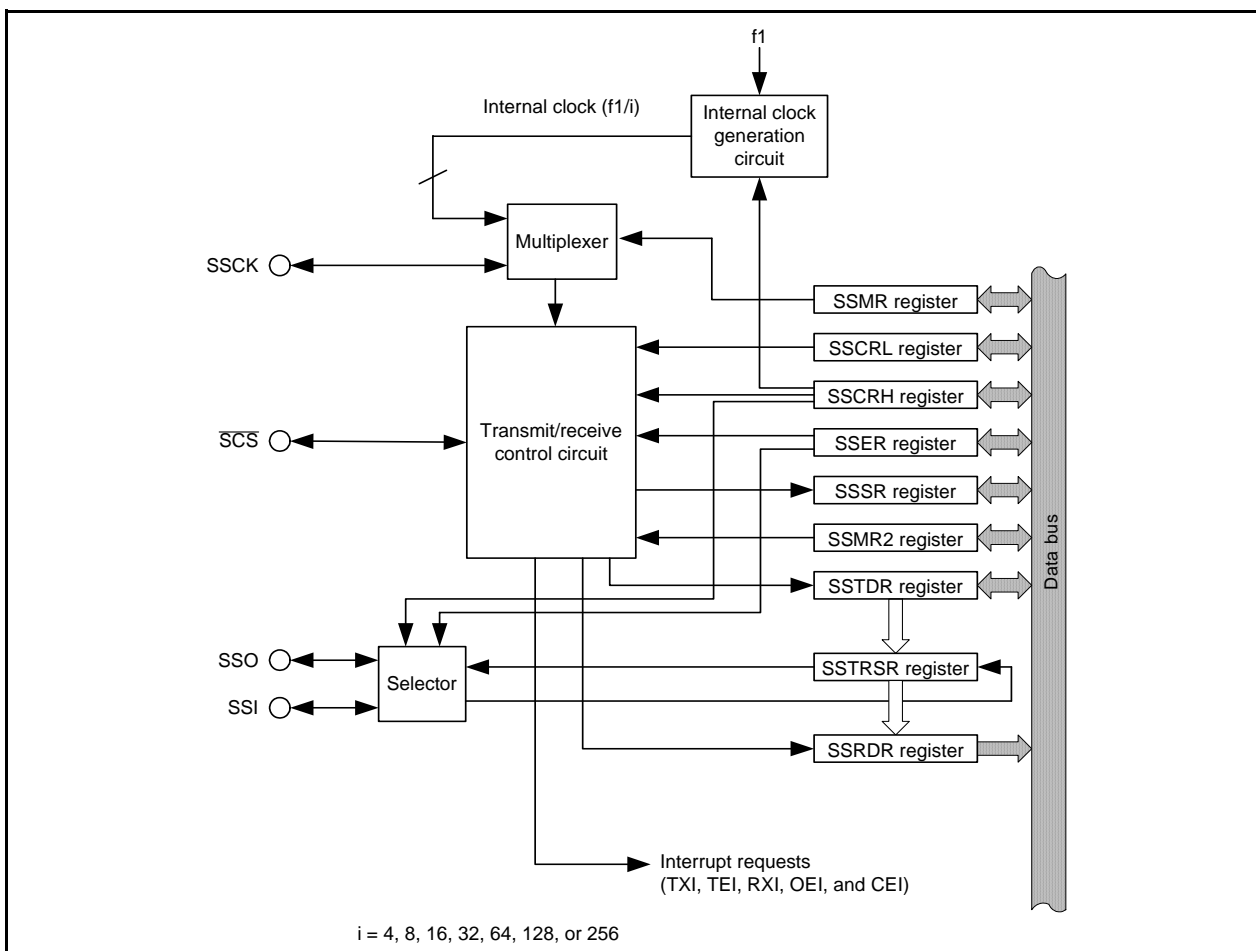 f1
Internal clock (f1/i)
Internal clock
generation
circuit
Multiplexer
SSCK
SSMR register
SSCRL register
SSCRH register
SCS
Transmit/receive
control circuit
SSER register
SSSR register
SSMR2 register
Data bus
SSTDR register
SSO
SSTRSR register
Selector
SSI
SSRDR register
Interrupt requests
(TXI, TEI, RXI, OEI, and CEI)
i = 4, 8, 16, 32, 64, 128, or 256